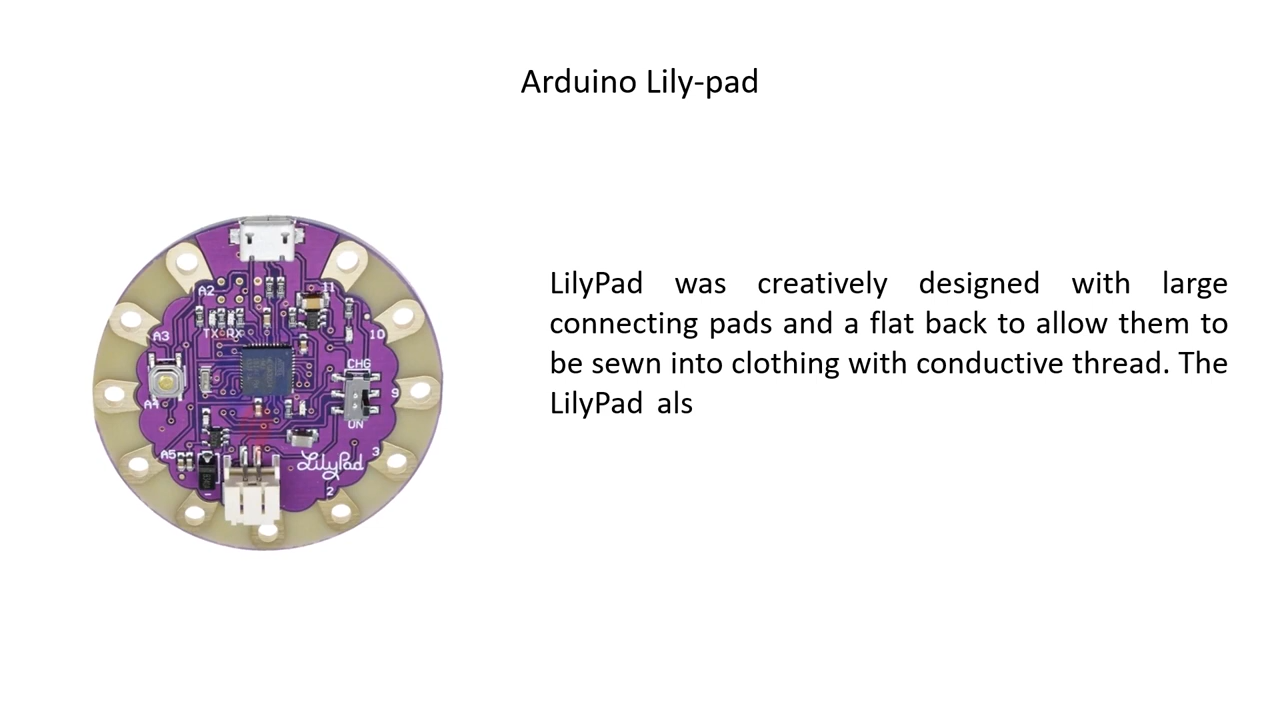 Arduino Lily-pad
LilyPad was creatively designed with large
connecting pads and a flat back to allow them to
be sewn into clothing with conductive thread. The
LilyPad als
A2
11
TX RX
A3
10
CHG
A4
9
ON
A5
3
LilyPad
2
-